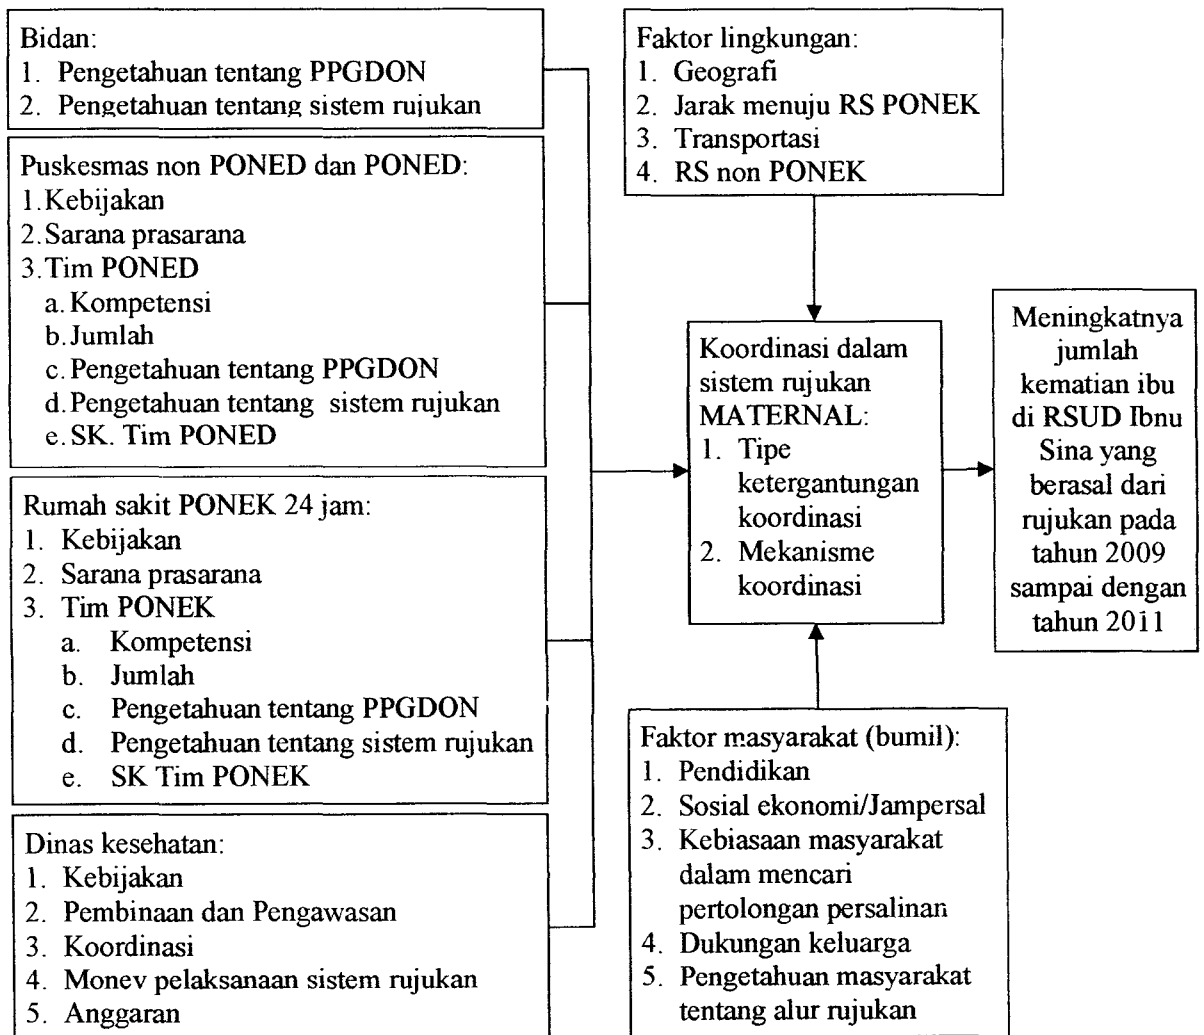 Bidan:
1. Pengetahuan tentang PPGDON
2. Pengetahuan tentang sistem rujukan
Puskesmas non PONED dan PONED:
1. Kebijakan
2. Sarana prasarana
3. Tim PONED
a. Kompetensi
b. Jumlah
c. Pengetahuan tentang PPGDON
d. Pengetahuan tentang sistem rujukan
e. SK. Tim PONED
Rumah sakit PONEK 24 jam:
1. Kebijakan
2. Sarana prasarana
3. Tim PONEK
a. Kompetensi
b. Jumlah
c. Pengetahuan tentang PPGDON
d. Pengetahuan tentang sistem rujukan
e. SK Tim PONEK
Dinas kesehatan:
1. Kebijakan
2. Pembinaan dan Pengawasan
3. Koordinasi
4. Monev pelaksanaan sistem rujukan
5. Anggaran
Faktor lingkungan:
1. Geografi
2. Jarak menuju RS PONEK
3. Transportasi
4. RS non PONEK
Koordinasi dalam
sistem rujukan
MATERNAL:
1. Tipe
ketergantungan
koordinasi
2. Mekanisme
koordinasi
Faktor masyarakat (bumil):
1. Pendidikan
2. Sosial ekonomi/Jampersal
3. Kebiasaan masyarakat
dalam mencari
pertolongan persalinan
4. Dukungan keluarga
5. Pengetahuan masyarakat
tentang alur rujukan
Meningkatnya
jumlah
kematian ibu
di RSUD Ibnu
Sina yang
berasal dari
rujukan pada
tahun 2009
sampai dengan
tahun 2011